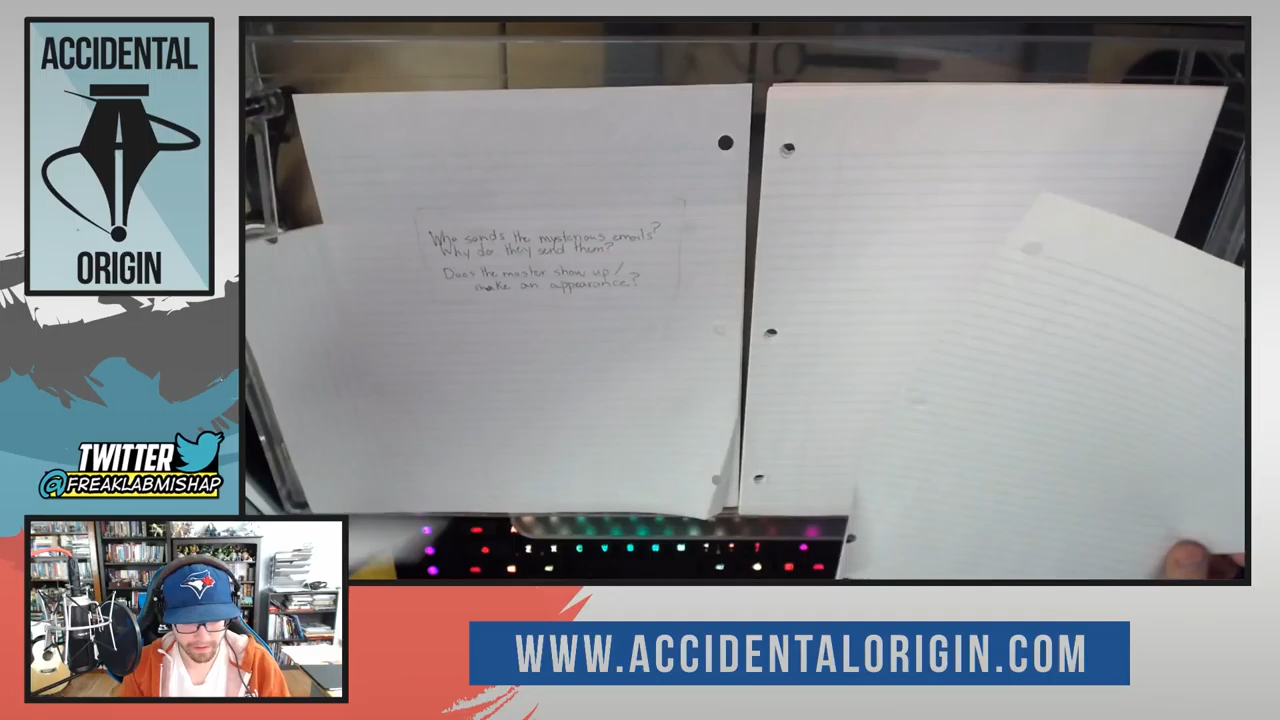 ACCIDENTAL
ORIGIN
Who sends the mysterious emails?
Why do they send them?
Does the master show up/
make an appearance?
TWITTER
@FREAKLABMISHAP
WWW.ACCIDENTALORIGIN.COM